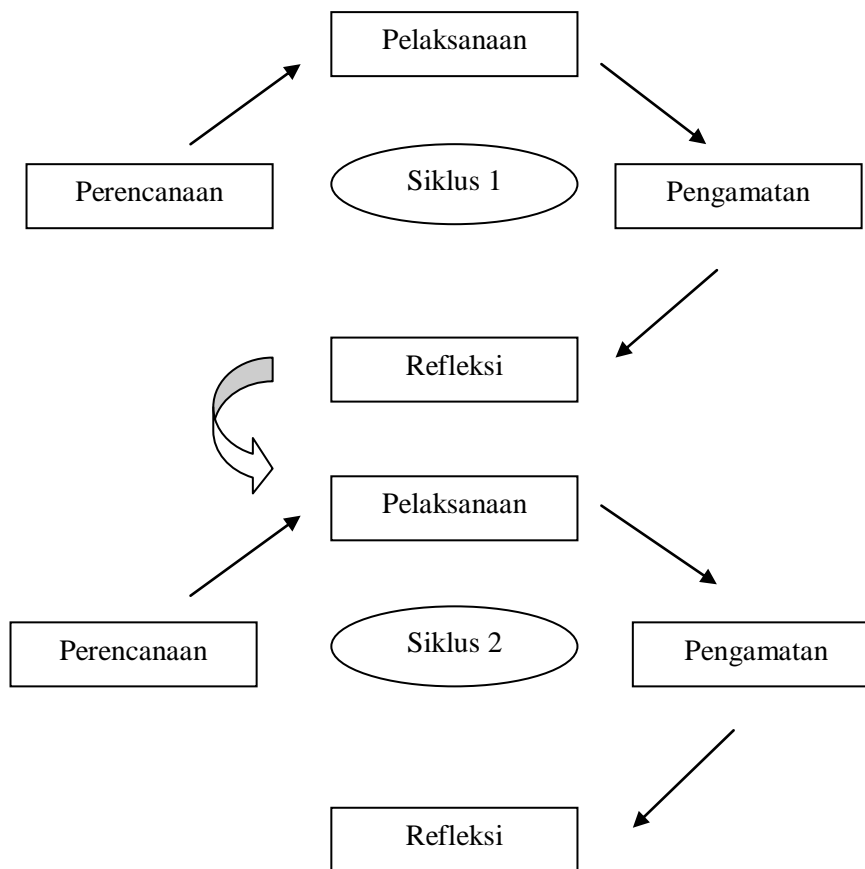 Pelaksanaan
Perencanaan
Siklus 1
Pengamatan
Refleksi
Pelaksanaan
Perencanaan
Siklus 2
Pengamatan
Refleksi